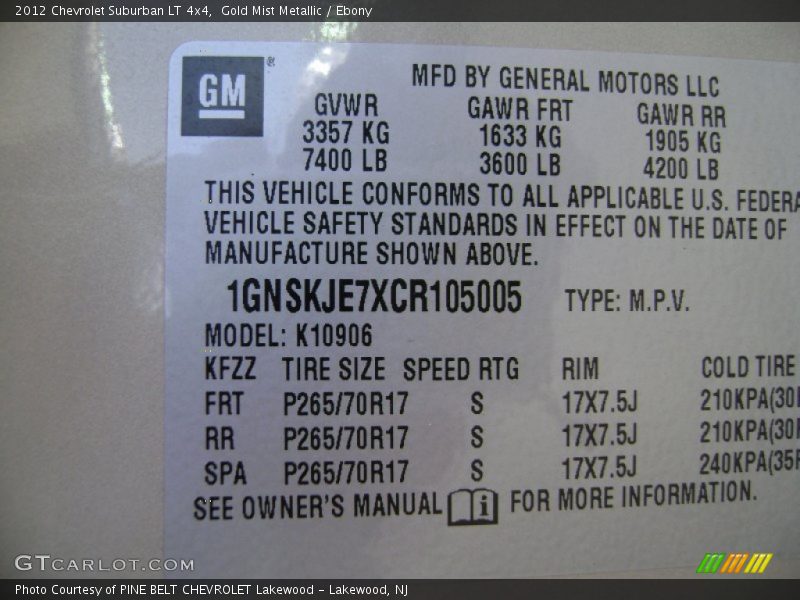 2012 Chevrolet Suburban LT 4x4, Gold Mist Metallic / Ebony
GM ®
MFD BY GENERAL MOTORS LLC
GVWR GAWR FRT GAWR RR
3357 KG 1633 KG 1905 KG
7400 LB 3600 LB 4200 LB
THIS VEHICLE CONFORMS TO ALL APPLICABLE U.S. FEDERA
VEHICLE SAFETY STANDARDS IN EFFECT ON THE DATE OF
MANUFACTURE SHOWN ABOVE.
1GNSKJE7XCR105005 TYPE: M.P.V.
MODEL: K10906
KFZZ TIRE SIZE SPEED RTG RIM COLD TIRE
FRT P265/70R17 S 17X7.5J 210KPA(30
RR P265/70R17 S 17X7.5J 210KPA(30
SPA P265/70R17 S 17X7.5J 240KPA(35
SEE OWNER'S MANUAL i FOR MORE INFORMATION.
GTCARLOT.COM
Photo Courtesy of PINE BELT CHEVROLET Lakewood - Lakewood, NJ